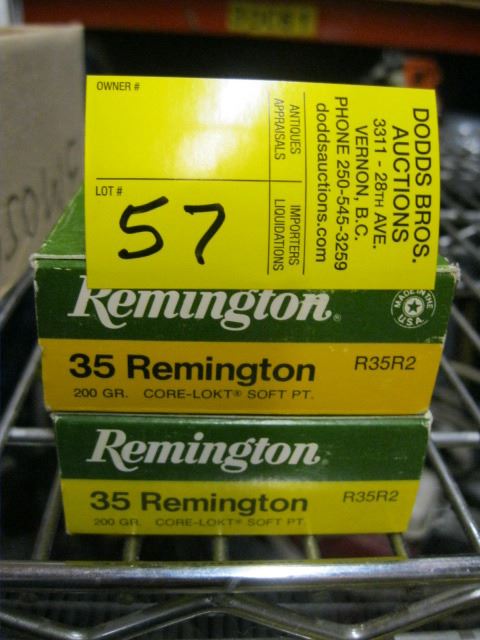 OWNER #
LOT #
57
ANTIQUES
APPRAISALS
IMPORTERS
LIQUIDATIONS
DODDS BROS.
AUCTIONS
3311 - 28TH AVE.
VERNON, B.C.
PHONE 250-545-3259
doddsauctions.com
Remington®
MADE IN THE U.S.A.
35 Remington R35R2
200 GR. CORE-LOKT® SOFT PT.
Remington®
35 Remington R35R2
200 GR. CORE-LOKT® SOFT PT.